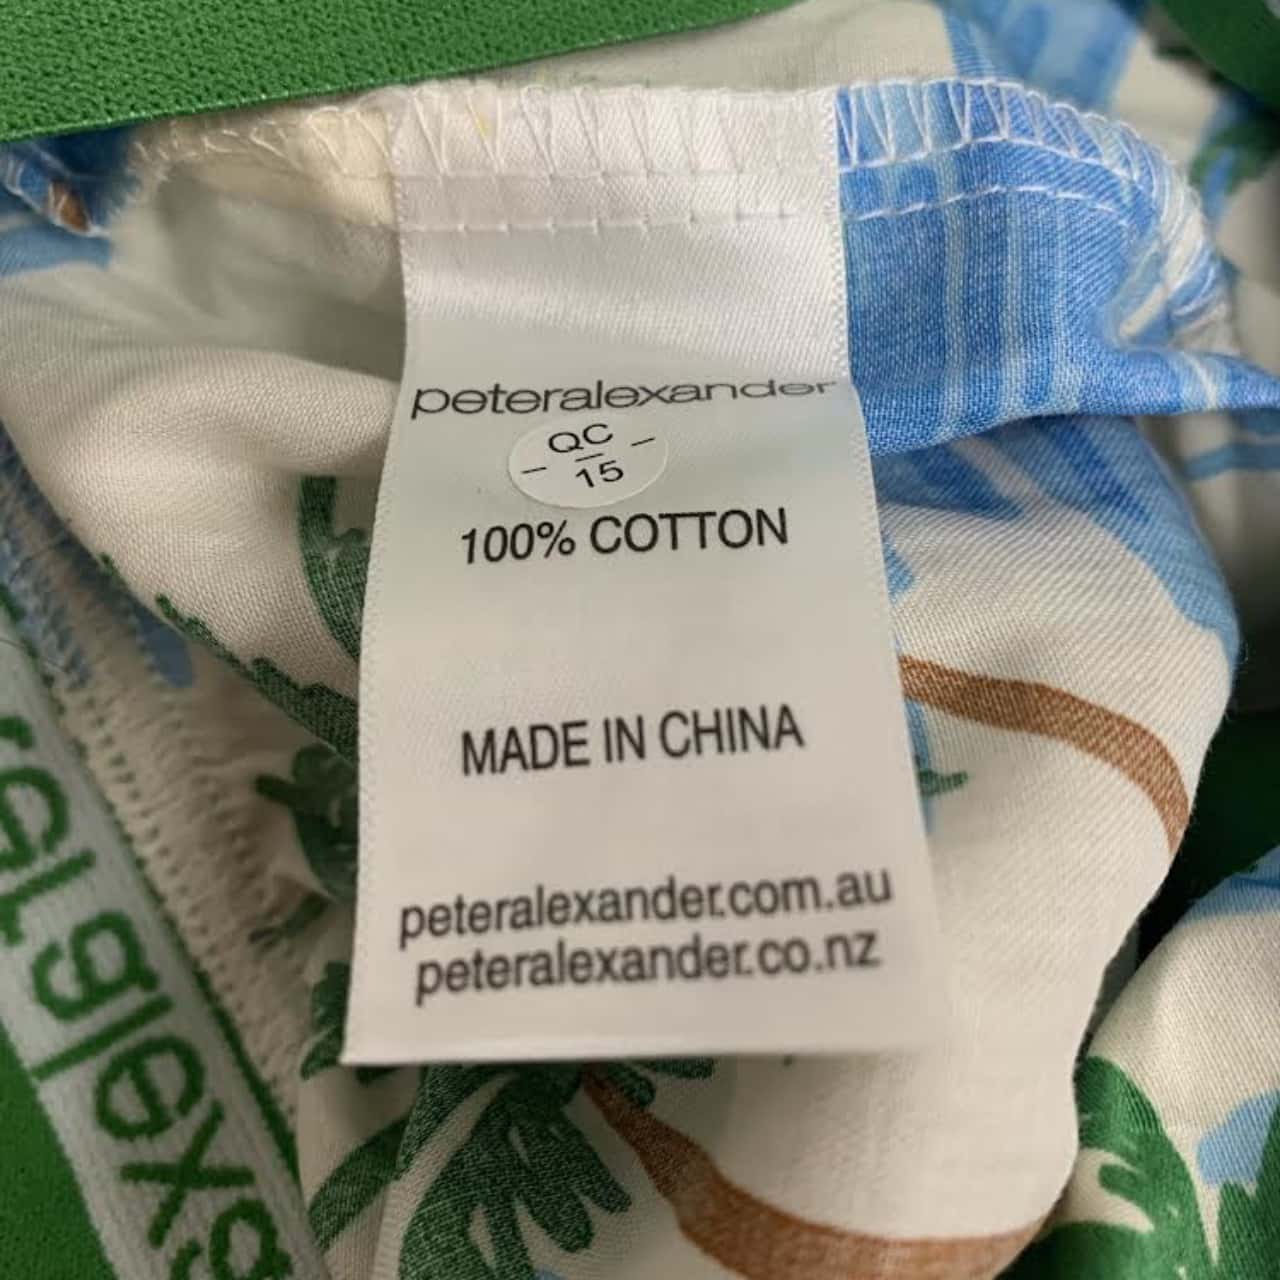 peteralexander
QC
15
100% COTTON
MADE IN CHINA
peteralexander.com.au
peteralexander.co.nz